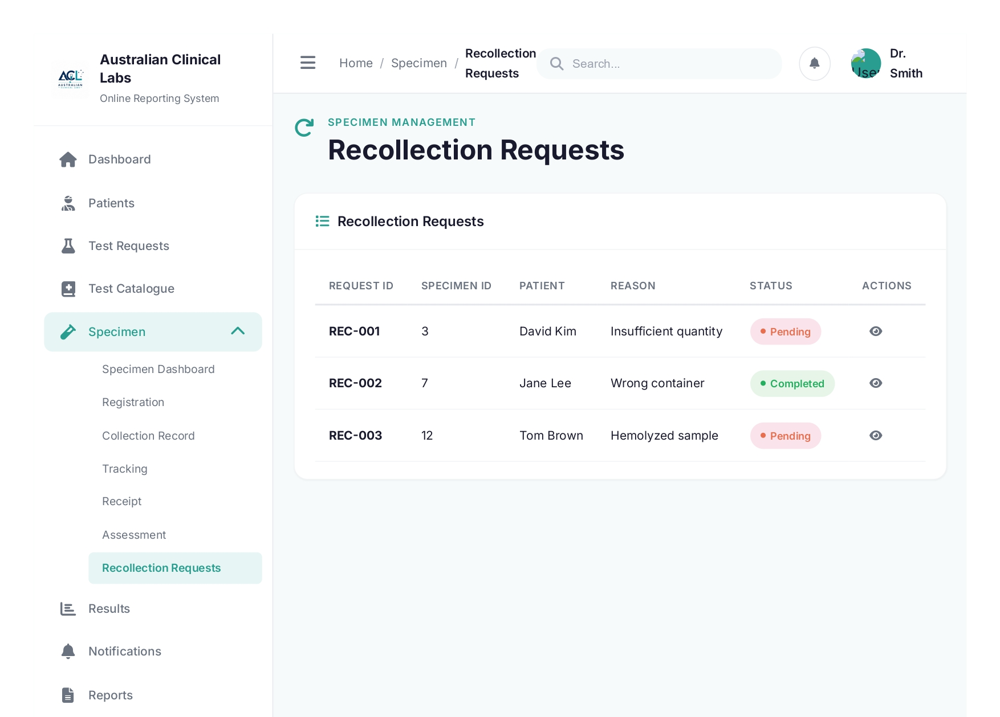 Australian Clinical
Labs
Online Reporting System
ACL
AUSTRALIAN
CLINICAL LABS
Dashboard
Patients
Test Requests
Test Catalogue
Specimen
Specimen Dashboard
Registration
Collection Record
Tracking
Receipt
Assessment
Recollection Requests
Results
Notifications
Reports
Home / Specimen / Recollection
Requests
Search...
User
Dr.
Smith
SPECIMEN MANAGEMENT
Recollection Requests
Recollection Requests
REQUEST ID SPECIMEN ID PATIENT REASON STATUS ACTIONS
REC-001 3 David Kim Insufficient quantity Pending
REC-002 7 Jane Lee Wrong container Completed
REC-003 12 Tom Brown Hemolyzed sample Pending